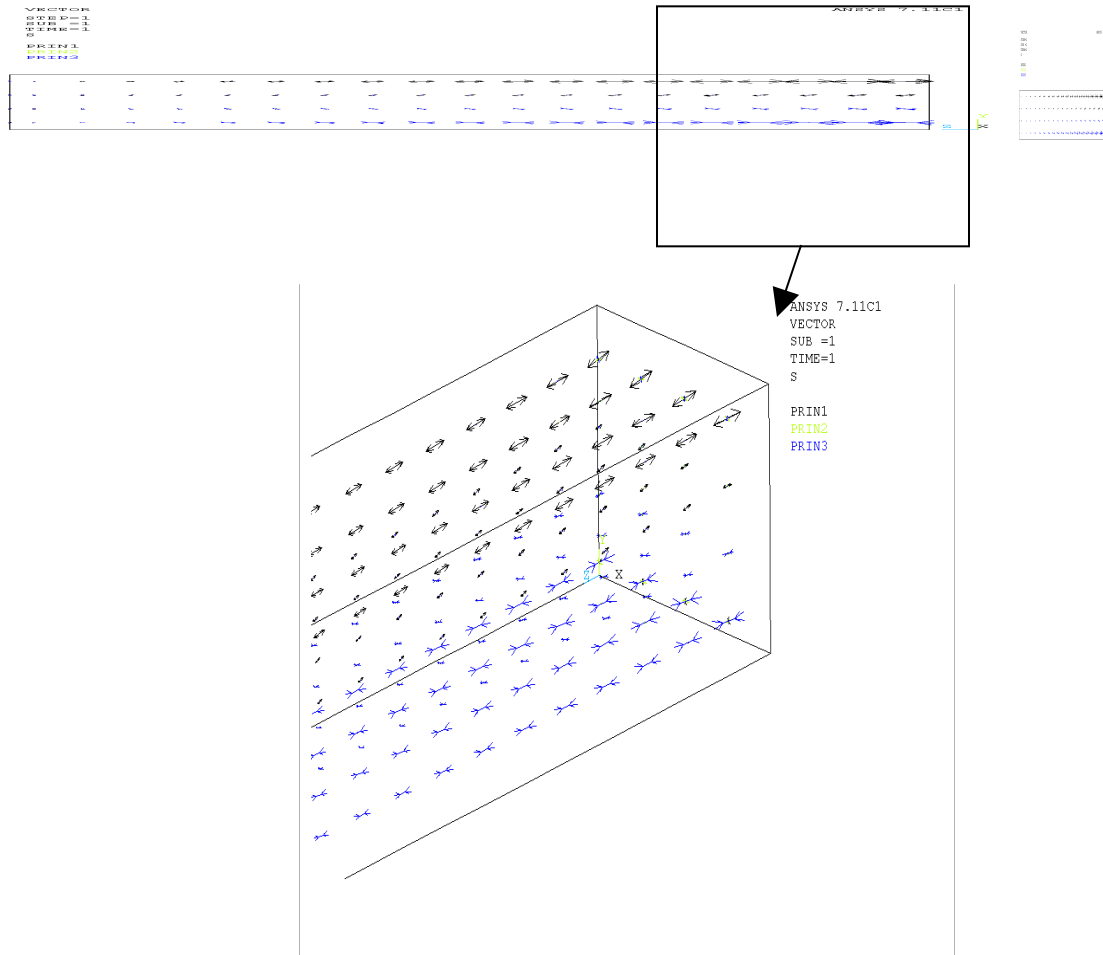 VECTOR
STEP=1
SUB =1
TIME=1
S
PRIN1
PRIN2
PRIN3
ANSYS 7.11C1
Z
Y
X
ANSYS 7.11C1
VECTOR
SUB =1
TIME=1
S
PRIN1
PRIN2
PRIN3
Y
Z
X